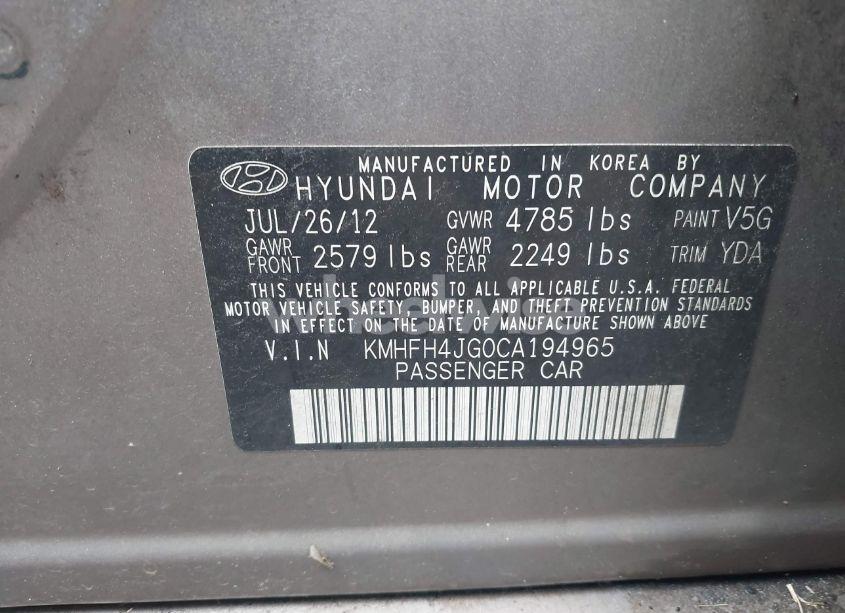 MANUFACTURED IN KOREA BY
HYUNDAI MOTOR COMPANY
JUL/26/12 GVWR 4785 lbs PAINT V5G
GAWR FRONT 2579 lbs GAWR REAR 2249 lbs TRIM YDA
THIS VEHICLE CONFORMS TO ALL APPLICABLE U.S.A. FEDERAL
MOTOR VEHICLE SAFETY, BUMPER, AND THEFT PREVENTION STANDARDS
IN EFFECT ON THE DATE OF MANUFACTURE SHOWN ABOVE
V.I.N KMHFH4JG0CA194965
PASSENGER CAR
wheelwise